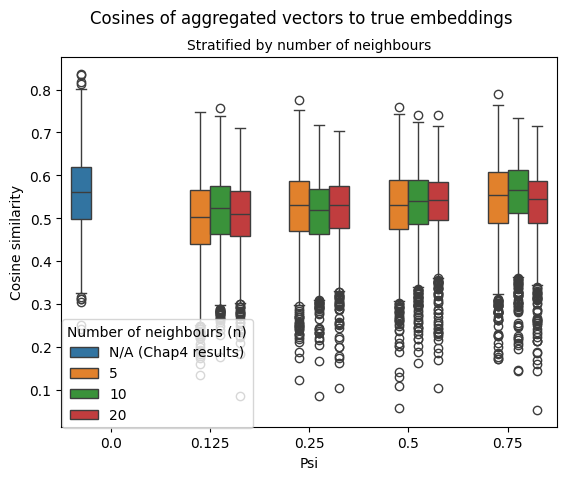 Cosines of aggregated vectors to true embeddings
Stratified by number of neighbours
Cosine similarity
0.8
0.7
0.6
0.5
0.4
0.3
0.2
0.1
Number of neighbours (n)
N/A (Chap4 results)
5
10
20
0.0
0.125
0.25
0.5
0.75
Psi